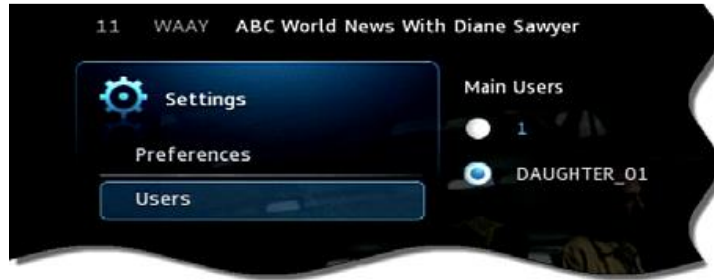 11 WAAY ABC World News With Diane Sawyer
Settings
Preferences
Users
Main Users
1
DAUGHTER_01